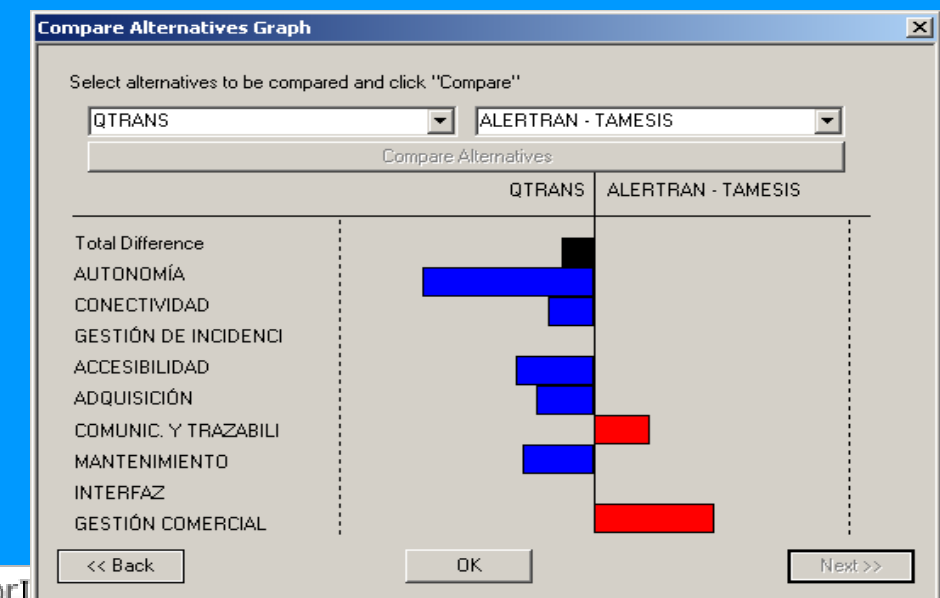 Compare Alternatives Graph
Select alternatives to be compared and click "Compare"
QTRANS ALERTRAN - TAMESIS
Compare Alternatives
QTRANS ALERTRAN - TAMESIS
Total Difference
AUTONOMÍA
CONECTIVIDAD
GESTIÓN DE INCIDENCI
ACCESIBILIDAD
ADQUISICIÓN
COMUNIC. Y TRAZABILI
MANTENIMIENTO
INTERFAZ
GESTIÓN COMERCIAL
<< Back OK Next >>